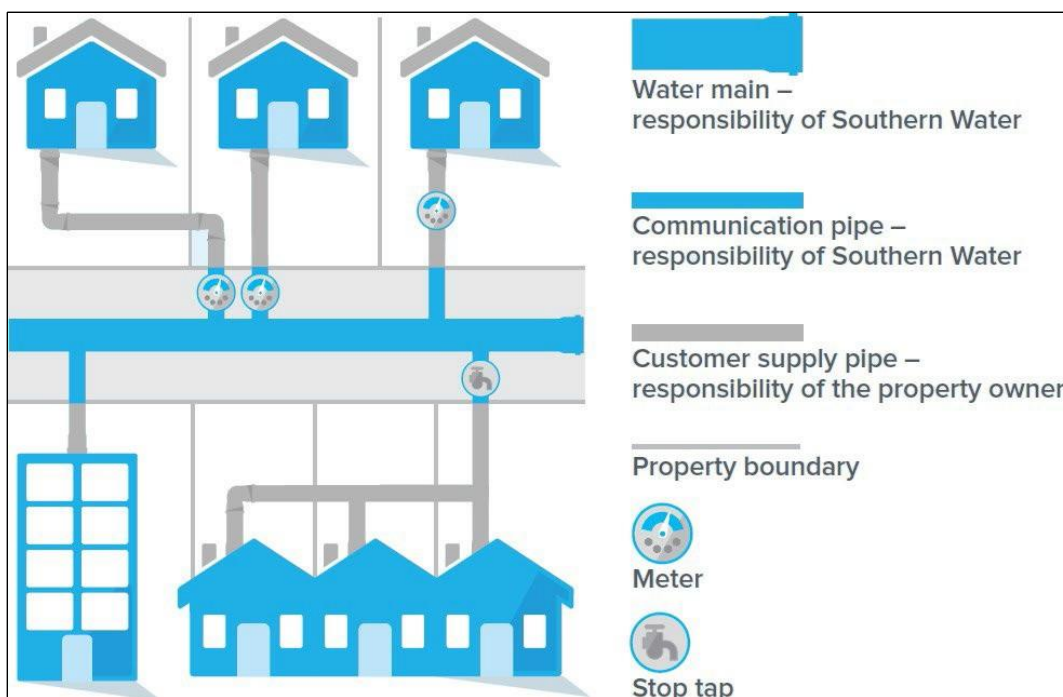 Water main –
responsibility of Southern Water
Communication pipe –
responsibility of Southern Water
Customer supply pipe –
responsibility of the property owner
Property boundary
Meter
Stop tap